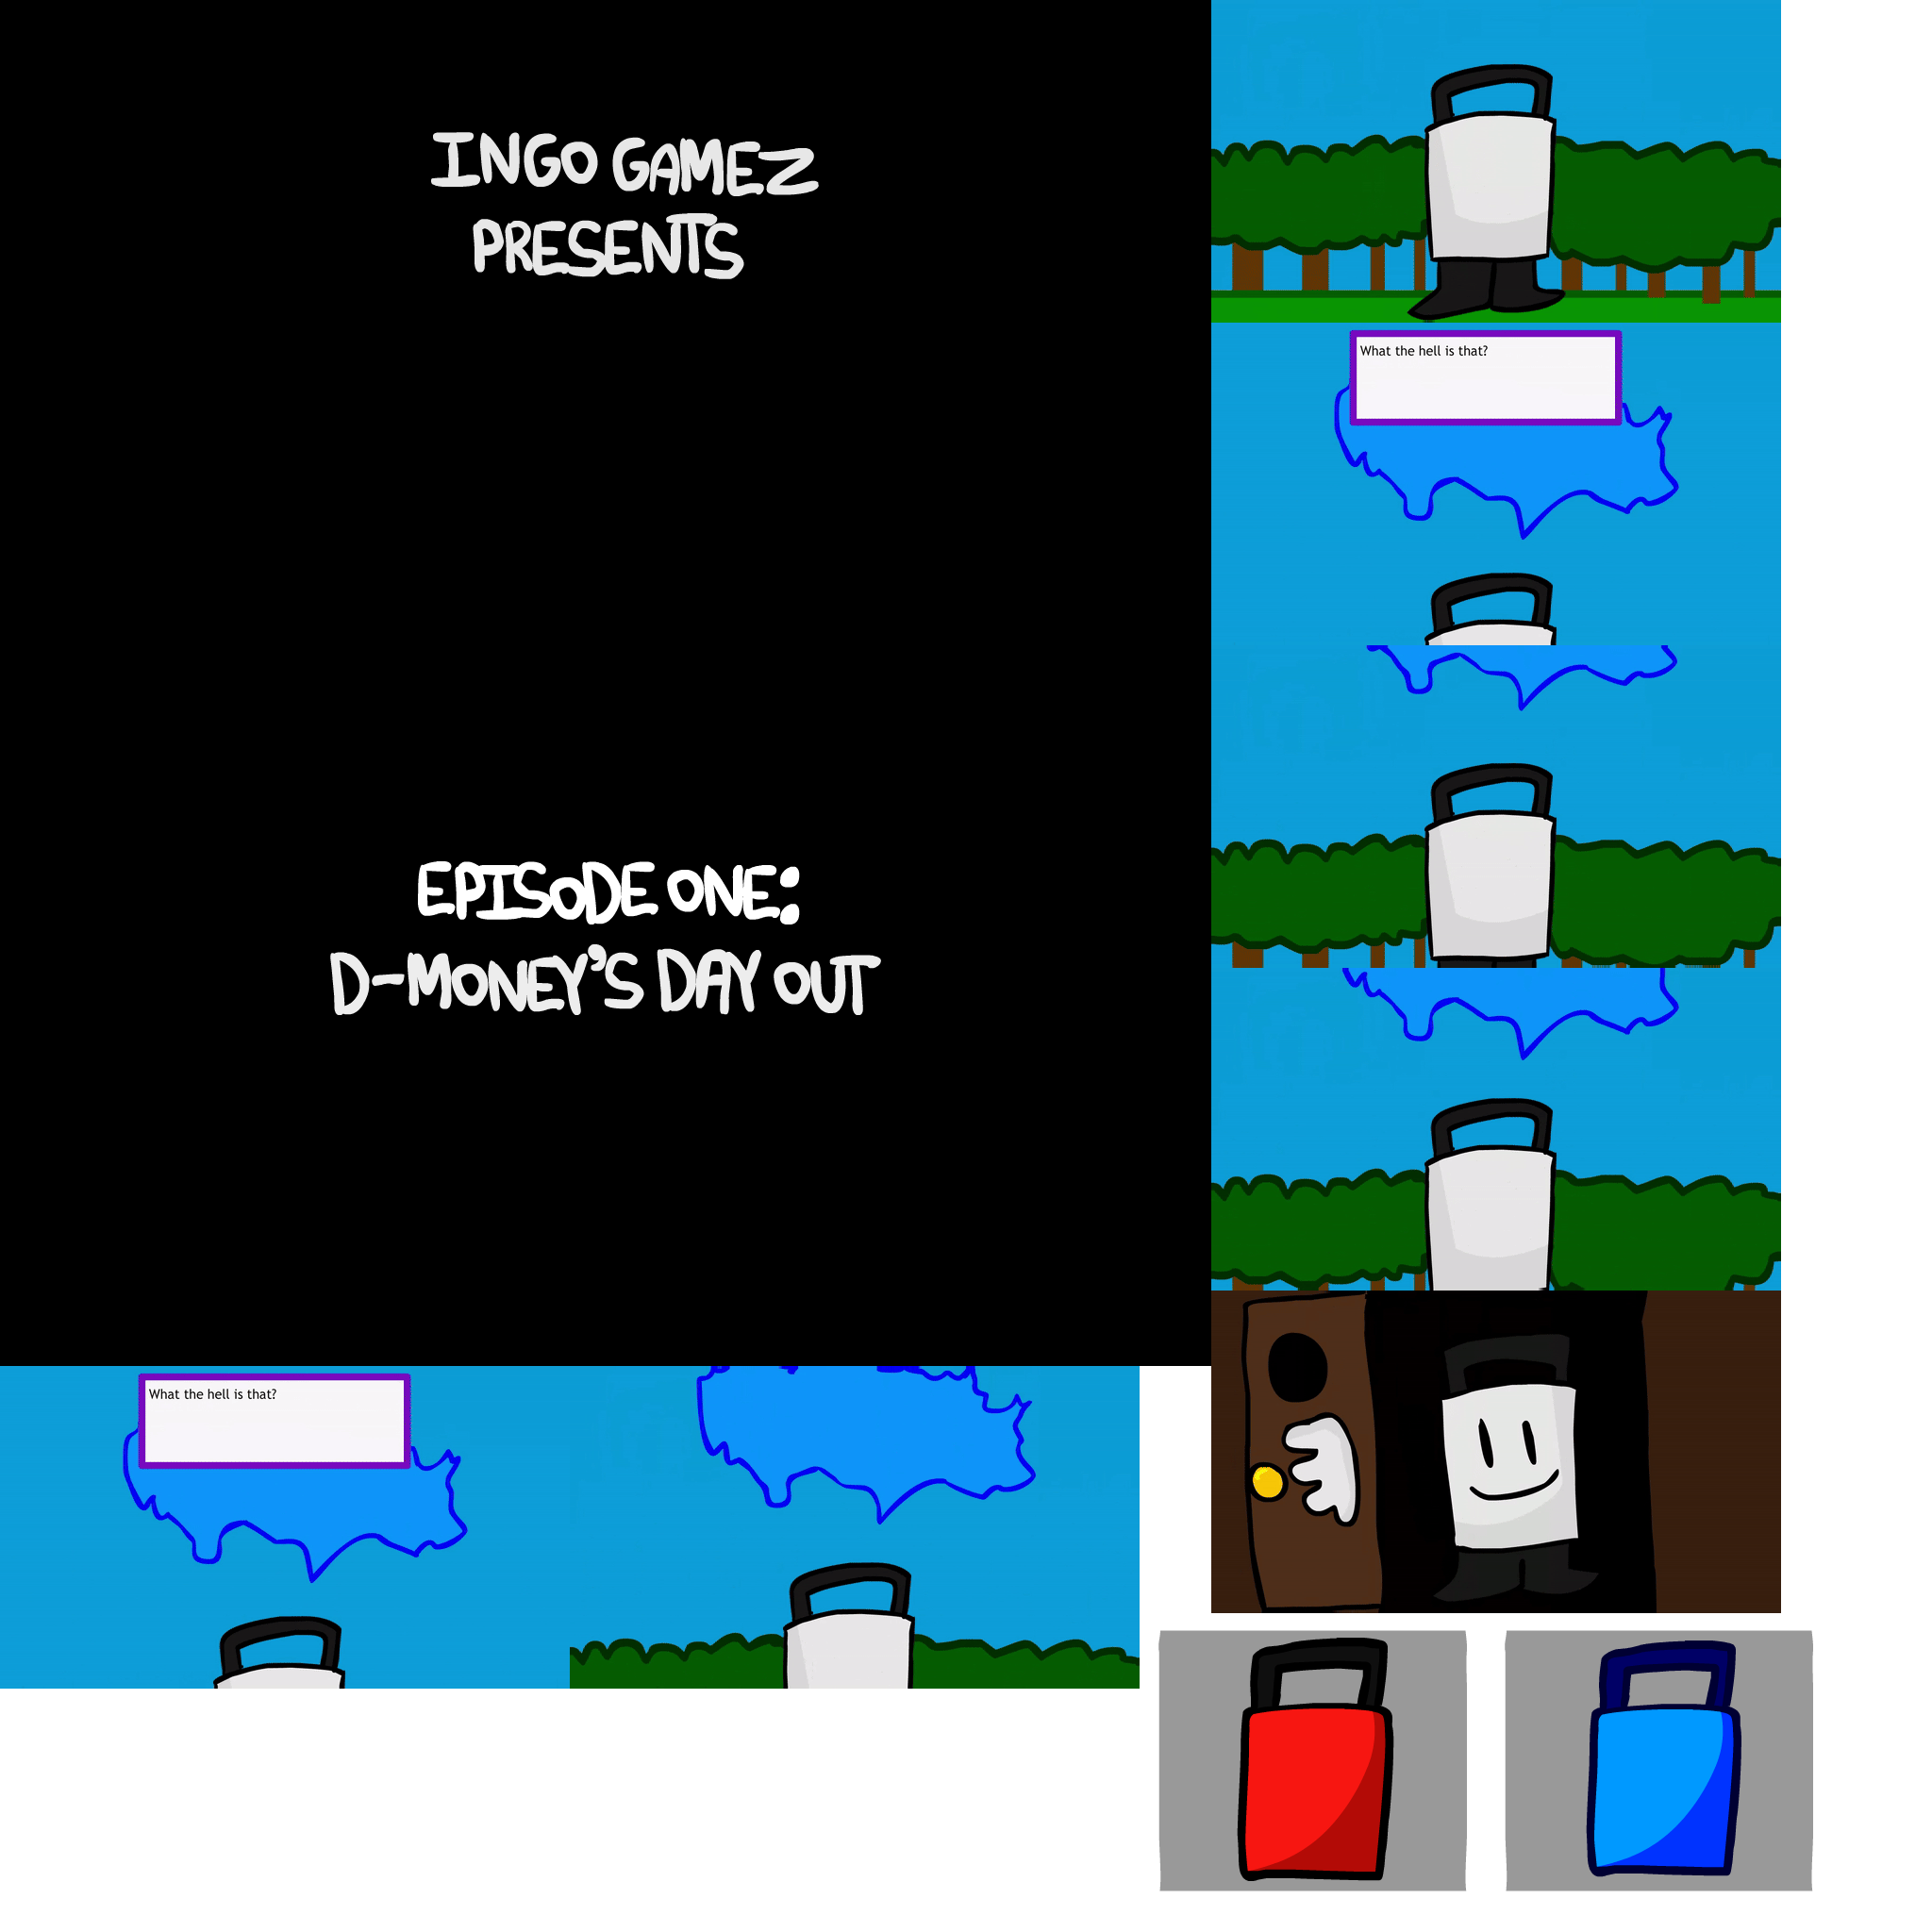 INGO GAMEZ
PRESENTS
What the hell is that?
EPISODE ONE:
D-MONEY'S DAY OUT
What the hell is that?